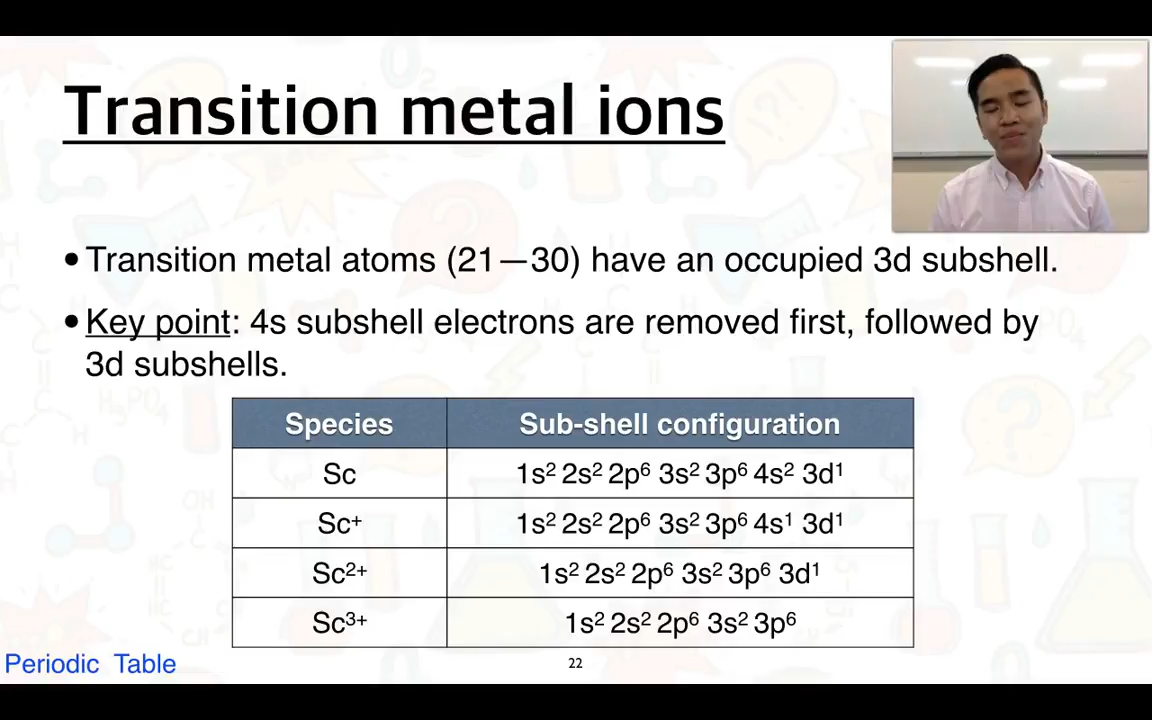 Transition metal ions
• Transition metal atoms (21—30) have an occupied 3d subshell.
• Key point: 4s subshell electrons are removed first, followed by
3d subshells.
Species Sub-shell configuration
Sc 1s² 2s² 2p⁶ 3s² 3p⁶ 4s² 3d¹
Sc⁺ 1s² 2s² 2p⁶ 3s² 3p⁶ 4s¹ 3d¹
Sc²⁺ 1s² 2s² 2p⁶ 3s² 3p⁶ 3d¹
Sc³⁺ 1s² 2s² 2p⁶ 3s² 3p⁶
Periodic Table
22